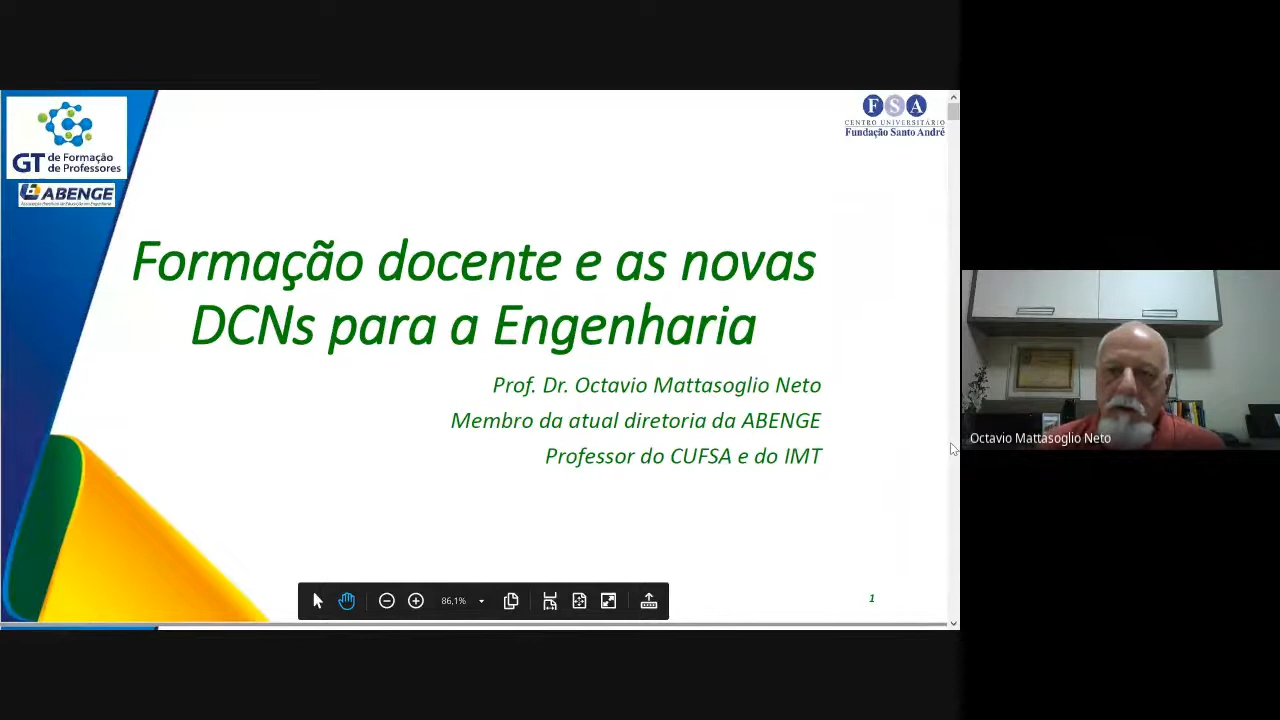 GT de Formação
de Professores
ABENGE
F S A
CENTRO UNIVERSITÁRIO
Fundação Santo André
Formação docente e as novas
DCNs para a Engenharia
Prof. Dr. Octavio Mattasoglio Neto
Membro da atual diretoria da ABENGE
Professor do CUFSA e do IMT
86,1%
1
Octavio Mattasoglio Neto